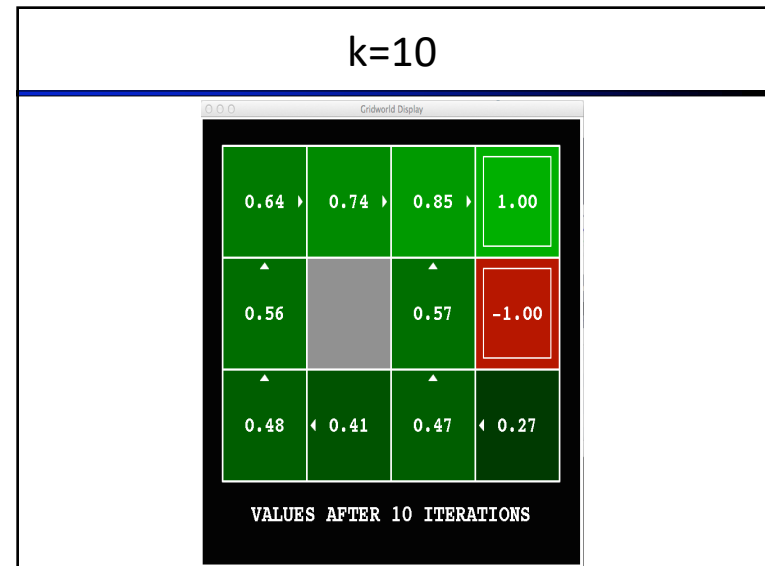 k=10
Gridworld Display
0.64 0.74 0.85 1.00
0.56 0.57 -1.00
0.48 0.41 0.47 0.27
VALUES AFTER 10 ITERATIONS